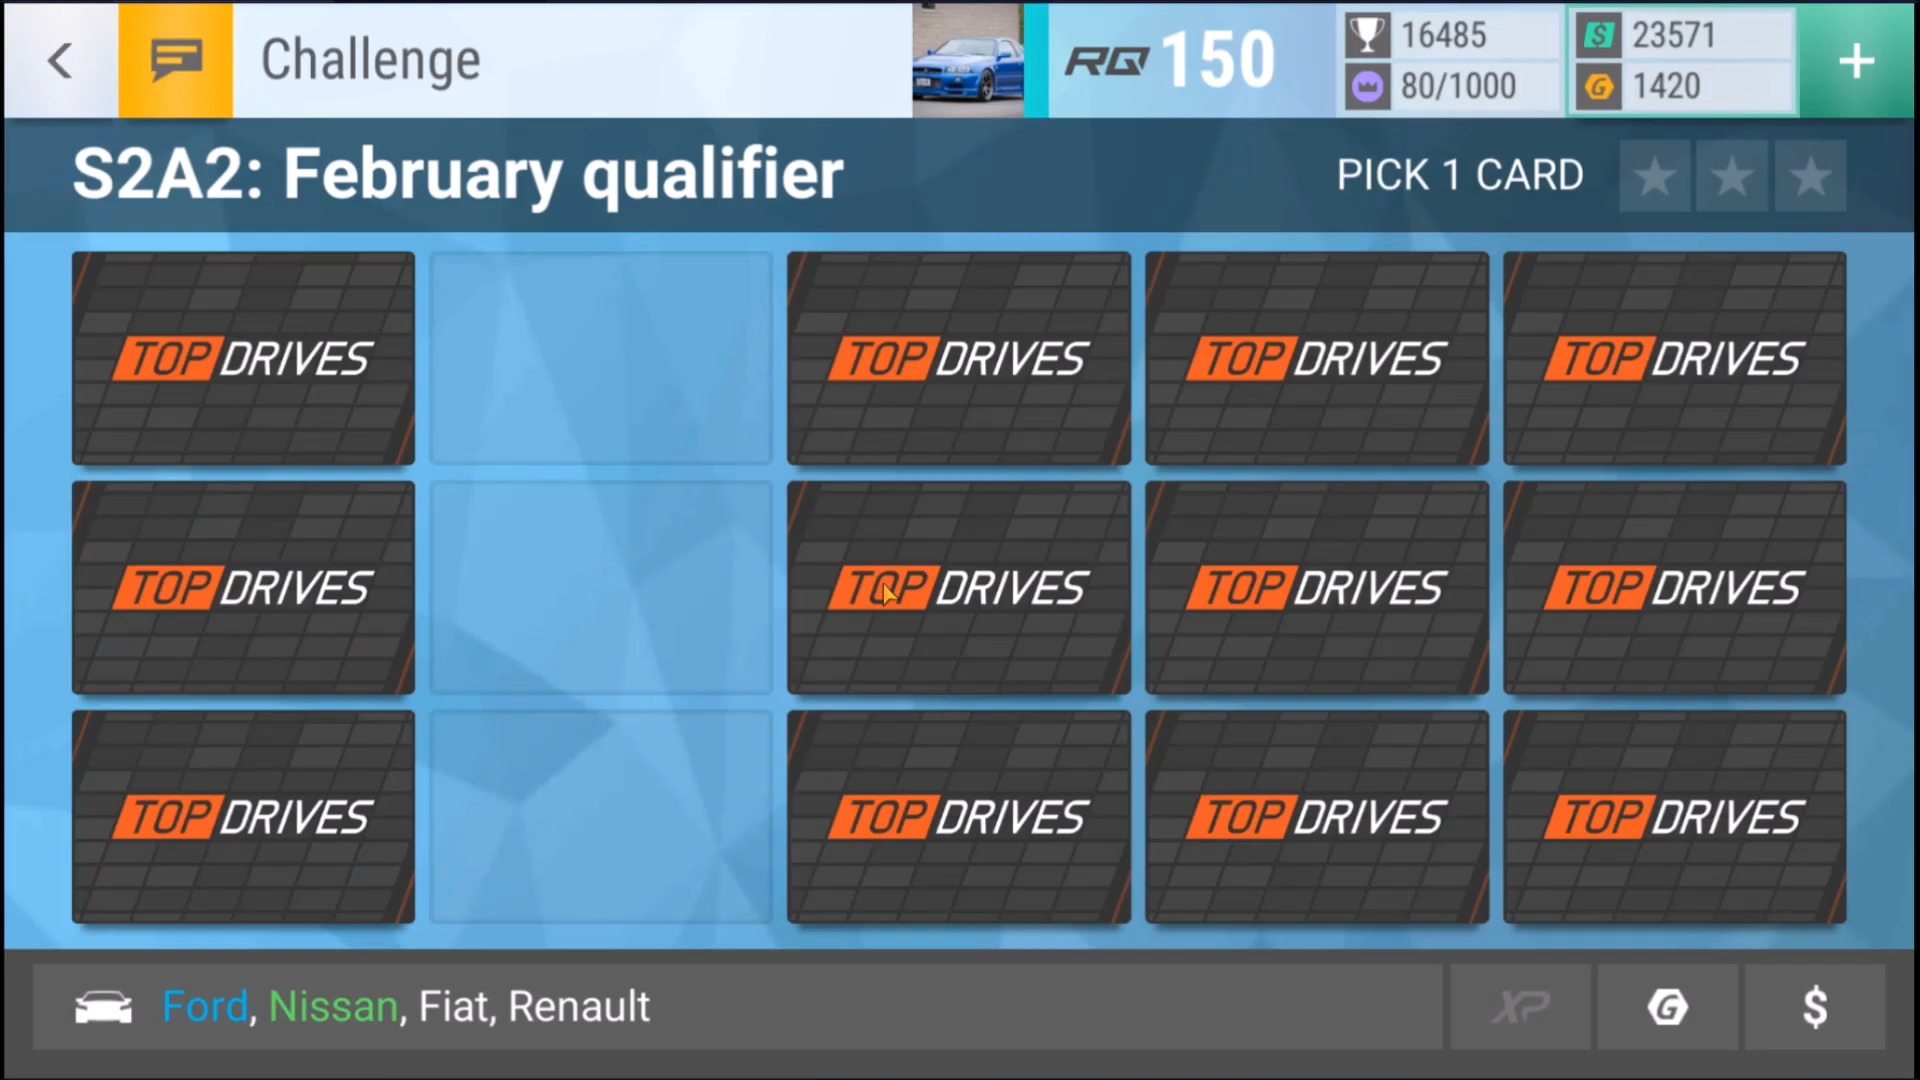 Challenge
RQ 150
16485
80/1000
$ 23571
G 1420
+
S2A2: February qualifier
PICK 1 CARD
TOP DRIVES
TOP DRIVES
TOP DRIVES
TOP DRIVES
TOP DRIVES
TOP DRIVES
TOP DRIVES
TOP DRIVES
TOP DRIVES
TOP DRIVES
TOP DRIVES
TOP DRIVES
Ford, Nissan, Fiat, Renault
XP
G
$